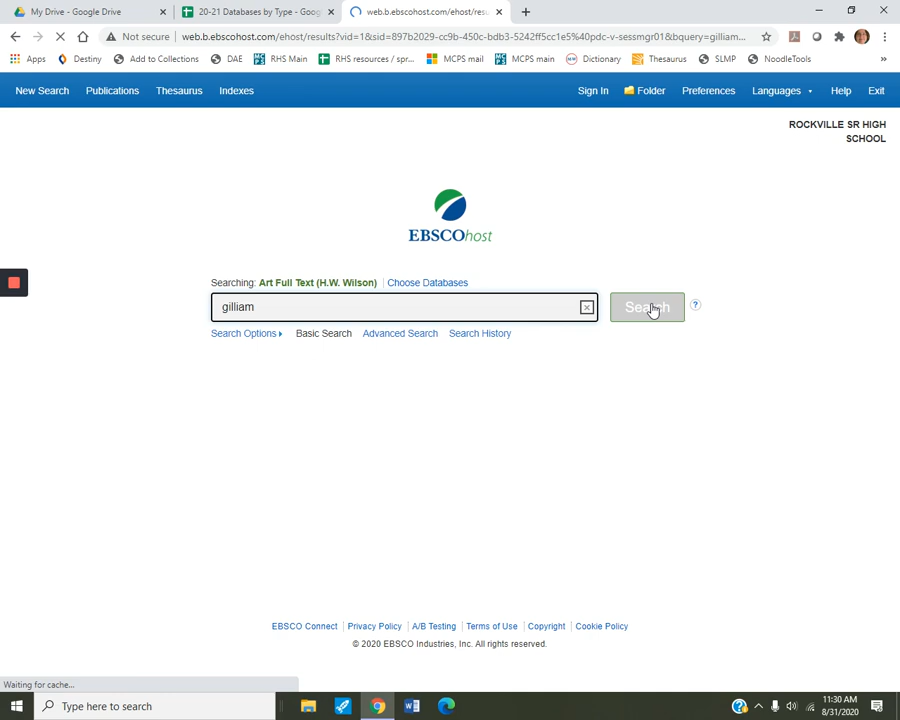 My Drive - Google Drive
20-21 Databases by Type - Goog
web.b.ebscohost.com/ehost/resu
Not secure web.b.ebscohost.com/ehost/results?vid=1&sid=897b2029-cc9b-450c-bdb3-5242ff5cc1e5%40pdc-v-sessmgr01&bquery=gilliam...
Apps Destiny Add to Collections DAE RHS Main RHS resources / spr... MCPS mail MCPS main Dictionary Thesaurus SLMP NoodleTools »
New Search Publications Thesaurus Indexes Sign In Folder Preferences Languages Help Exit
ROCKVILLE SR HIGH
SCHOOL
EBSCOhost
Searching: Art Full Text (H.W. Wilson) Choose Databases
gilliam
Search
?
Search Options Basic Search Advanced Search Search History
EBSCO Connect Privacy Policy A/B Testing Terms of Use Copyright Cookie Policy
© 2020 EBSCO Industries, Inc. All rights reserved.
Waiting for cache...
Type here to search
11:30 AM
8/31/2020